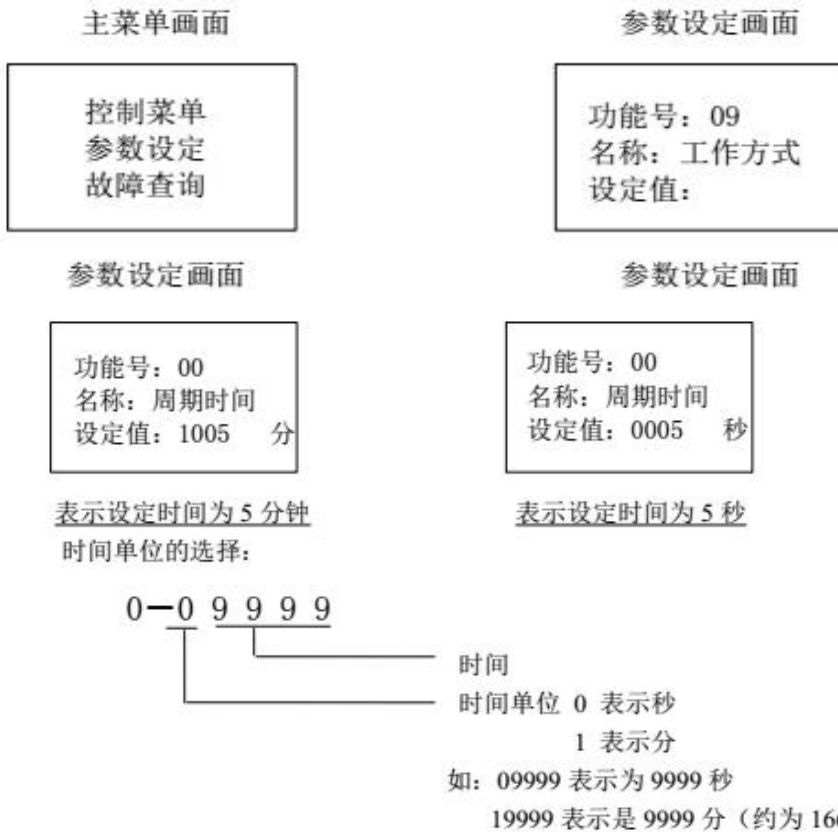 主菜单画面
参数设定画面
控制菜单
参数设定
故障查询
功能号：09
名称：工作方式
设定值：
参数设定画面
参数设定画面
功能号：00
名称：周期时间
设定值：1005 分
功能号：00
名称：周期时间
设定值：0005 秒
表示设定时间为 5 分钟
表示设定时间为 5 秒
时间单位的选择：
0—0 9 9 9 9
时间
时间单位 0 表示秒
1 表示分
如：09999 表示为 9999 秒
19999 表示是 9999 分（约为 16